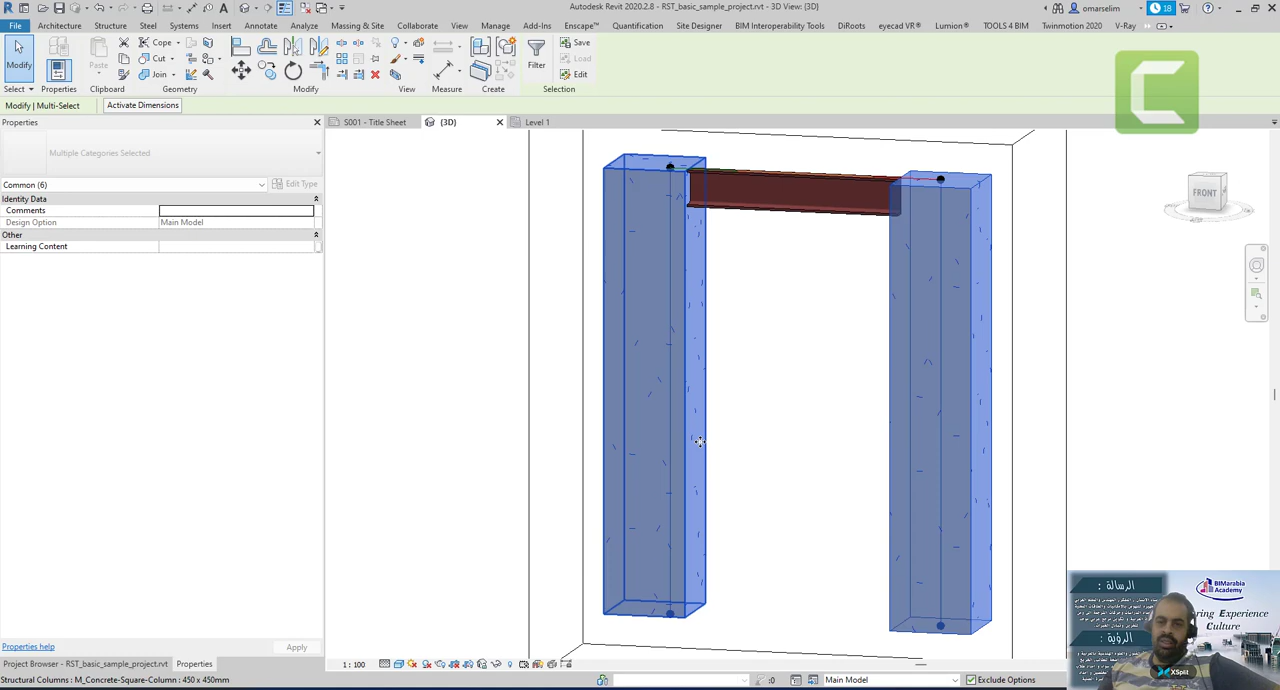 Autodesk Revit 2020.2.8 - RST_basic_sample_project.rvt - 3D View: {3D}
omarselim
18
File Architecture Structure Steel Systems Insert Annotate Analyze Massing & Site Collaborate View Manage Add-Ins Enscape™ Quantification Site Designer BIM Interoperability Tools DiRoots eyecad VR® Lumion® TOOLS 4 BIM Twinmotion 2020 V-Ray
Modify
Paste
Cope
Cut
Join
Filter
Save
Load
Edit
Select Properties Clipboard Geometry Modify View Measure Create Selection
Modify | Multi-Select Activate Dimensions
Properties
S001 - Title Sheet
{3D}
Level 1
Multiple Categories Selected
Common (6)
Edit Type
Identity Data
Comments
Design Option Main Model
Other
Learning Content
FRONT
Properties help
Apply
Project Browser - RST_basic_sample_project.rvt Properties
1 : 100
Structural Columns : M_Concrete-Square-Column : 450 x 450mm
:0
Main Model
Exclude Options
الرسالة :
BIMarabia
Academy
ring Experience
Culture
الرؤية :
XSplit